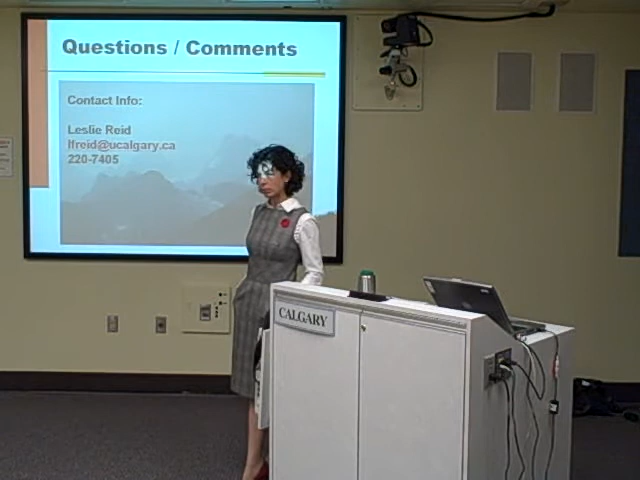 Questions / Comments
Contact Info:
Leslie Reid
lfreid@ucalgary.ca
220-7405
CALGARY